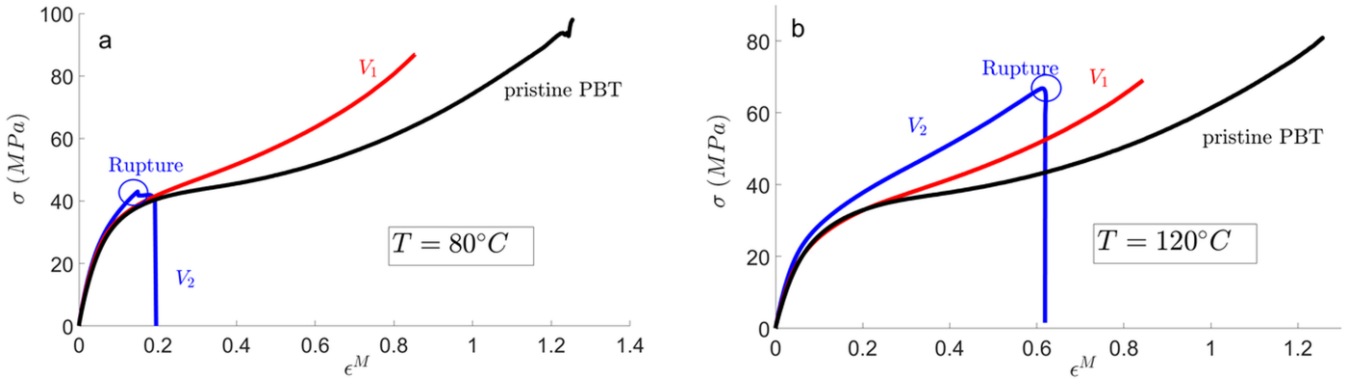 a
100
80
60
40
20
0
σ (MPa)
V₁
pristine PBT
Rupture
T = 80°C
V₂
0 0.2 0.4 0.6 0.8 1 1.2 1.4
ϵᴹ
b
80
60
40
20
0
σ (MPa)
Rupture
V₁
V₂
pristine PBT
T = 120°C
0 0.2 0.4 0.6 0.8 1 1.2
ϵᴹ